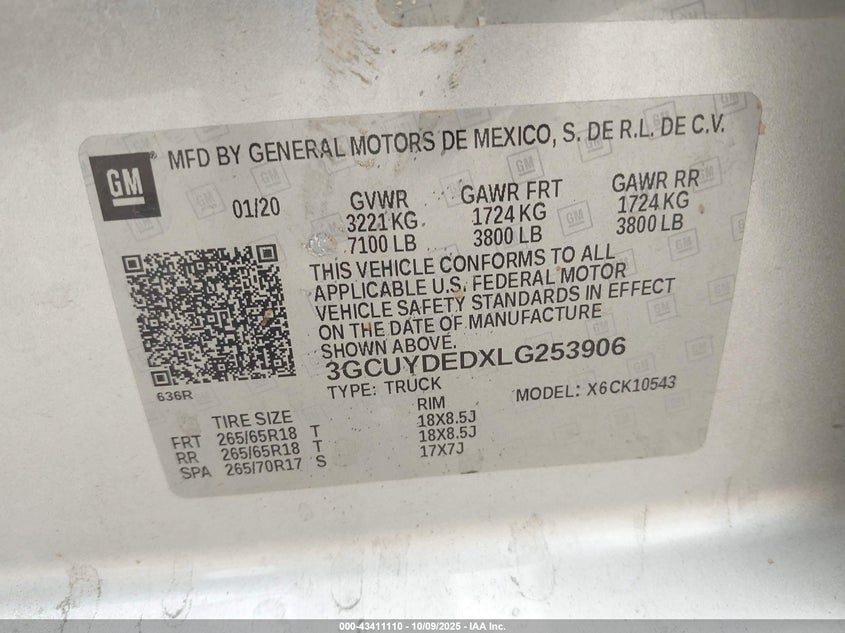 GM
MFD BY GENERAL MOTORS DE MEXICO, S. DE R.L. DE C.V.
01/20 GVWR GAWR FRT GAWR RR
3221 KG 1724 KG 1724 KG
7100 LB 3800 LB 3800 LB
THIS VEHICLE CONFORMS TO ALL
APPLICABLE U.S. FEDERAL MOTOR
VEHICLE SAFETY STANDARDS IN EFFECT
ON THE DATE OF MANUFACTURE
SHOWN ABOVE.
3GCUYDEDXLG253906
636R
TYPE: TRUCK MODEL: X6CK10543
TIRE SIZE RIM
FRT 265/65R18 T 18X8.5J
RR 265/65R18 T 18X8.5J
SPA 265/70R17 S 17X7J
000-43411110 - 10/09/2025 - IAA Inc.